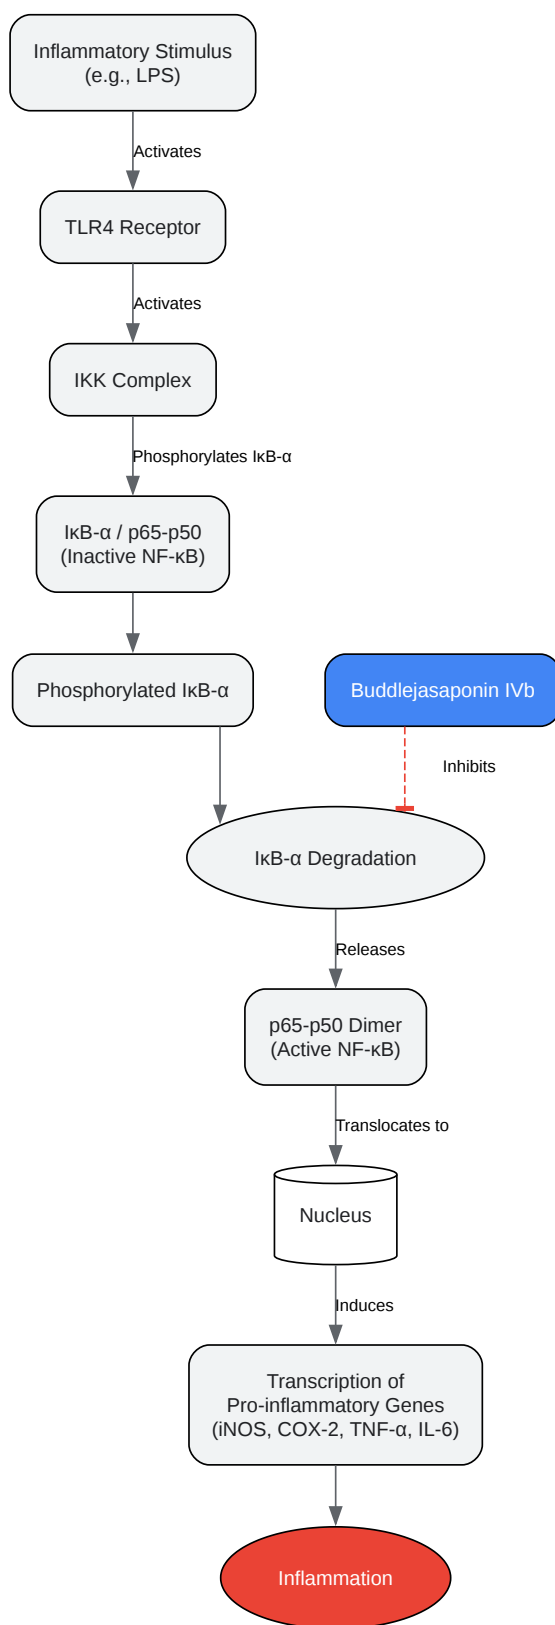 Inflammatory Stimulus
(e.g., LPS)
Activates
TLR4 Receptor
Activates
IKK Complex
Phosphorylates IκB-α
IκB-α / p65-p50
(Inactive NF-κB)
Phosphorylated IκB-α
Buddlejasaponin IVb
Inhibits
IκB-α Degradation
Releases
p65-p50 Dimer
(Active NF-κB)
Translocates to
Nucleus
Induces
Transcription of
Pro-inflammatory Genes
(iNOS, COX-2, TNF-α, IL-6)
Inflammation